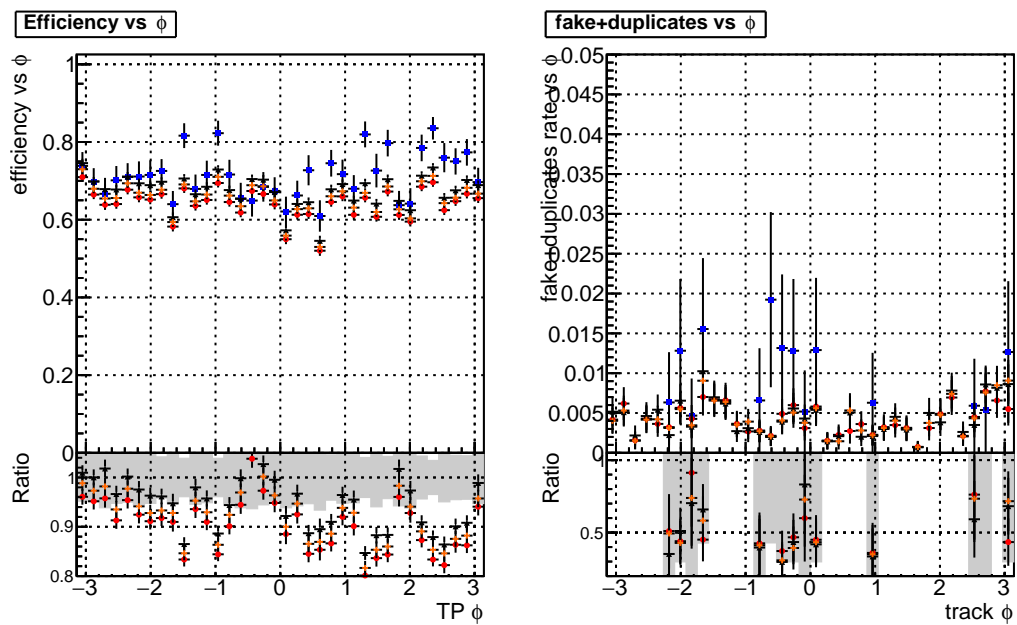 Efficiency vs ϕ
efficiency vs ϕ
1
0.8
0.6
0.4
0.2
0
Ratio
1
0.9
0.8
−3 −2 −1 0 1 2 3
TP ϕ
fake+duplicates vs ϕ
fake+duplicates rate vs ϕ
0.05
0.045
0.04
0.035
0.03
0.025
0.02
0.015
0.01
0.005
0
Ratio
1
0.5
−3 −2 −1 0 1 2 3
track ϕ